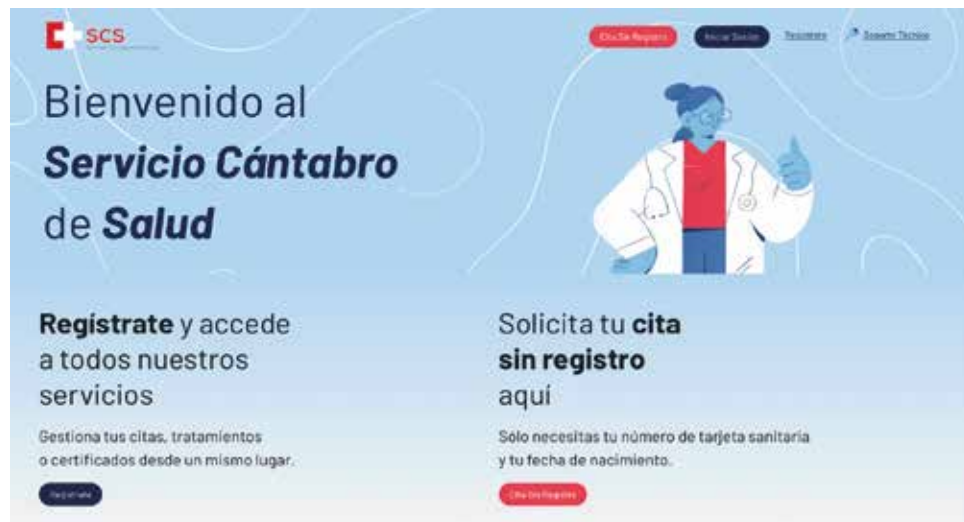 scs
Cita Sin Registro
Iniciar Sesión
Regístrate
Soporte Técnico
Bienvenido al
Servicio Cántabro
de Salud
Regístrate y accede
a todos nuestros
servicios
Gestiona tus citas, tratamientos
o certificados desde un mismo lugar.
Regístrate
Solicita tu cita
sin registro
aquí
Sólo necesitas tu número de tarjeta sanitaria
y tu fecha de nacimiento.
Cita Sin Registro